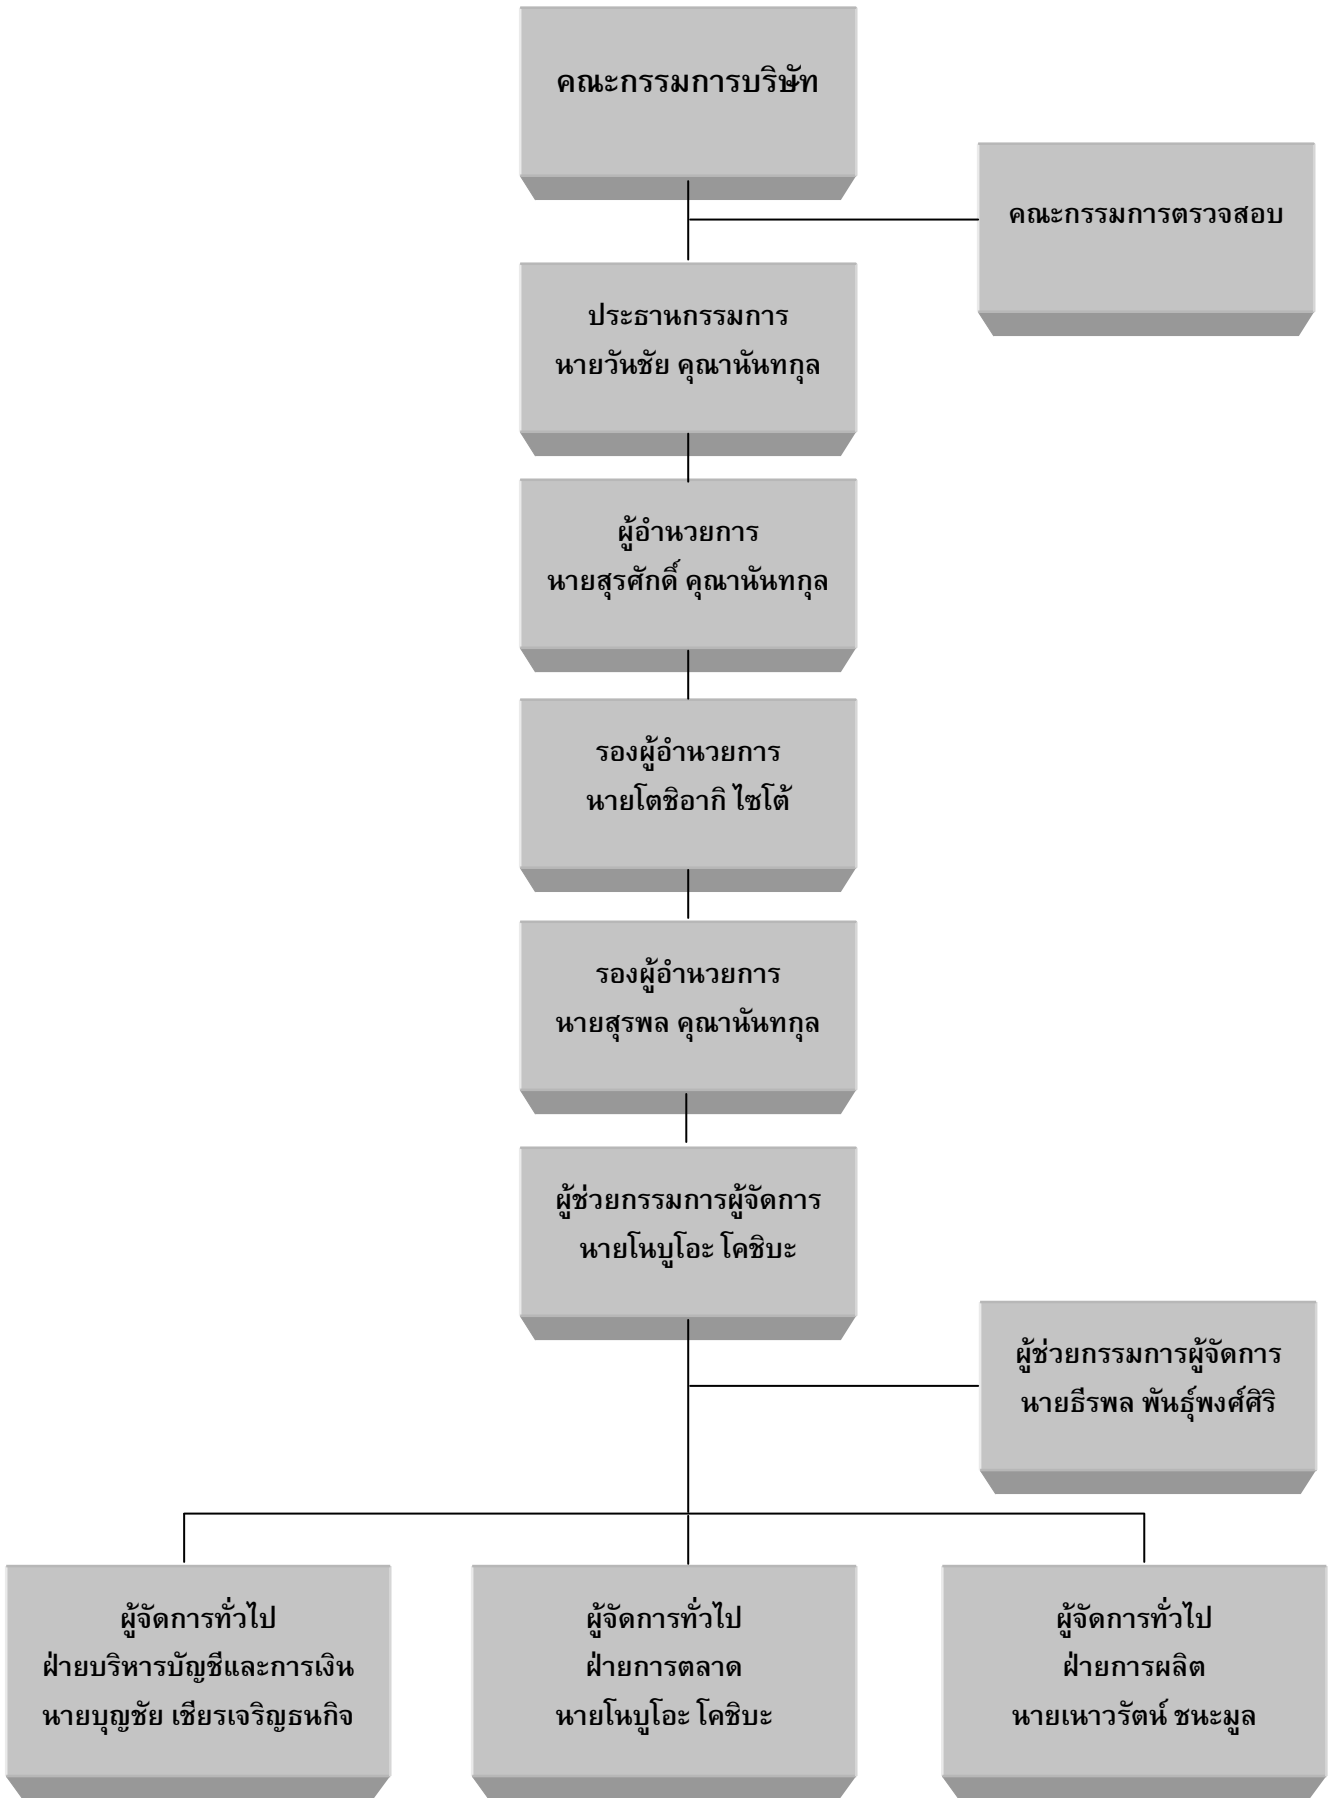 คณะกรรมการบริษัท
คณะกรรมการตรวจสอบ
ประธานกรรมการ
นายวันชัย คุณานันทกุล
ผู้อำนวยการ
นายสุรศักดิ์ คุณานันทกุล
รองผู้อำนวยการ
นายโตชิอากิ ไซโต้
รองผู้อำนวยการ
นายสุรพล คุณานันทกุล
ผู้ช่วยกรรมการผู้จัดการ
นายโนบูโอะ โคชิบะ
ผู้ช่วยกรรมการผู้จัดการ
นายธีรพล พันธุ์พงศ์ศิริ
ผู้จัดการทั่วไป
ฝ่ายบริหารบัญชีและการเงิน
นายบุญชัย เชียรเจริญธนกิจ
ผู้จัดการทั่วไป
ฝ่ายการตลาด
นายโนบูโอะ โคชิบะ
ผู้จัดการทั่วไป
ฝ่ายการผลิต
นายเนาวรัตน์ ชนะมูล